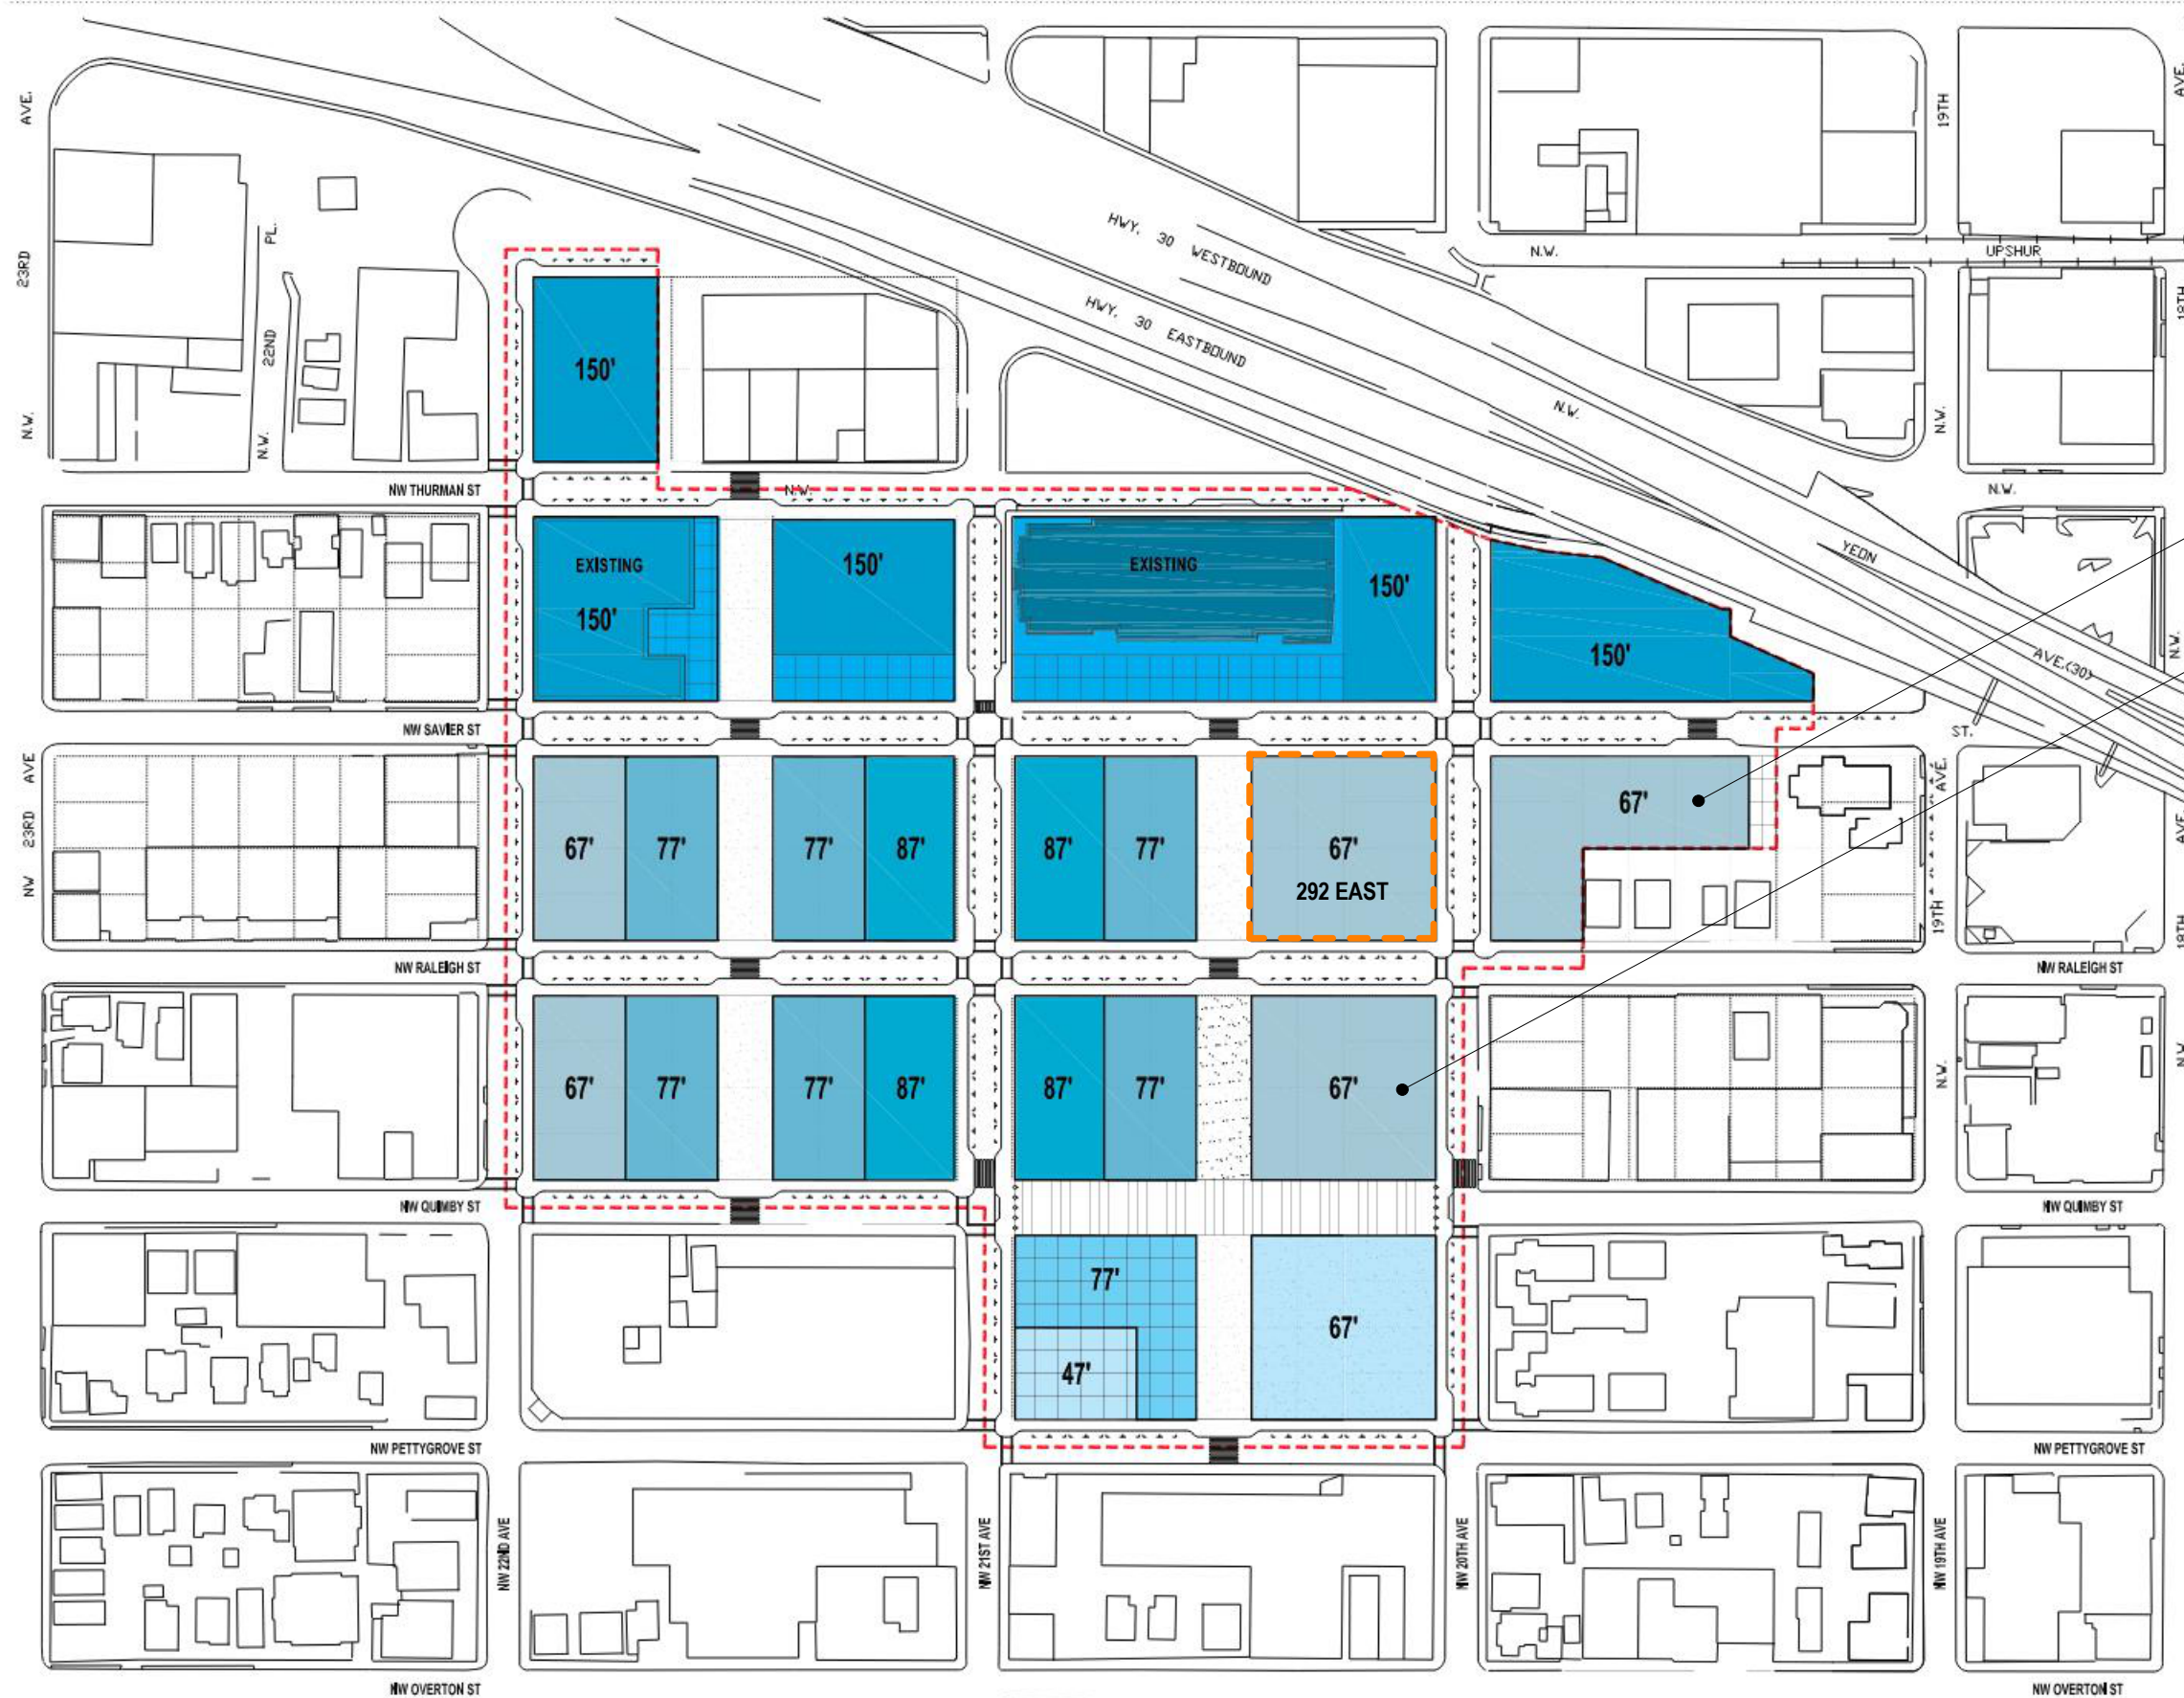 AVE.
23RD
N.W.
PL.
22ND
N.W.
HWY. 30 WESTBOUND
HWY. 30 EASTBOUND
N.W.
19TH
AVE.
N.W.
UPSHUR
18TH
N.W.
150'
NW THURMAN ST
N.W.
N.W.
EXISTING
150'
150'
EXISTING
150'
150'
YEON
AVE.(30)
N.W.
NW SAVIER ST
ST.
AVE
23RD
NW
67'
77'
77'
87'
87'
77'
67'
292 EAST
67'
AVE.
19TH
AVE.
18TH
NW RALEIGH ST
NW RALEIGH ST
67'
77'
77'
87'
87'
77'
67'
N.W.
N.W.
NW QUIMBY ST
NW QUIMBY ST
77'
67'
47'
NW PETTYGROVE ST
NW PETTYGROVE ST
NW 22ND AVE
NW 21ST AVE
NW 20TH AVE
NW 19TH AVE
NW OVERTON ST
NW OVERTON ST